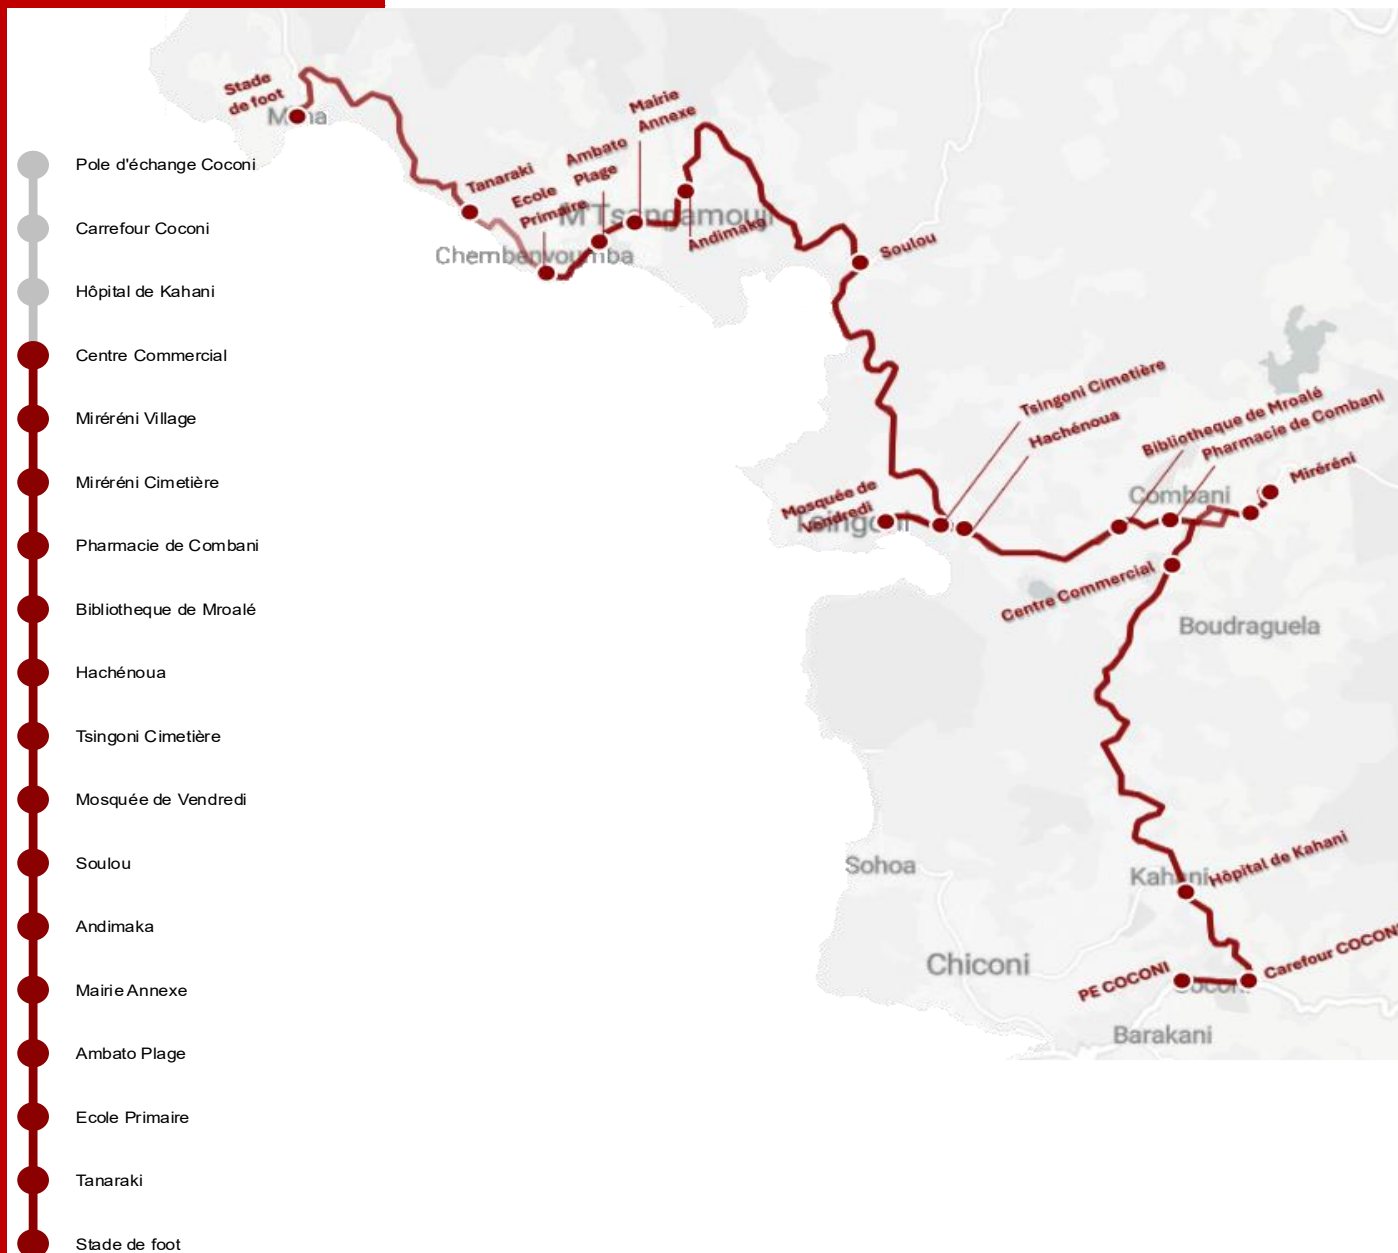 Pole d'échange Coconi
Carrefour Coconi
Hôpital de Kahani
Centre Commercial
Miréréni Village
Miréréni Cimetière
Pharmacie de Combani
Bibliotheque de Mroalé
Hachénoua
Tsingoni Cimetière
Mosquée de Vendredi
Soulou
Andimaka
Mairie Annexe
Ambato Plage
Ecole Primaire
Tanaraki
Stade de foot
Stade
de foot
Mairie
Annexe
Ambato
Plage
Tanaraki
Ecole
Primaire
M'Tsangamouji
Andimaka
Chembenyoumba
Soulou
Tsingoni Cimetière
Hachénoua
Bibliotheque de Mroalé
Pharmacie de Combani
Miréréni
Combani
Mosquée de
Vendredi
Tsingoni
Centre Commercial
Boudraguela
Sohoa
Kahani
Hôpital de Kahani
Chiconi
PE COCONI
Coconi
Carefour COCONI
Barakani